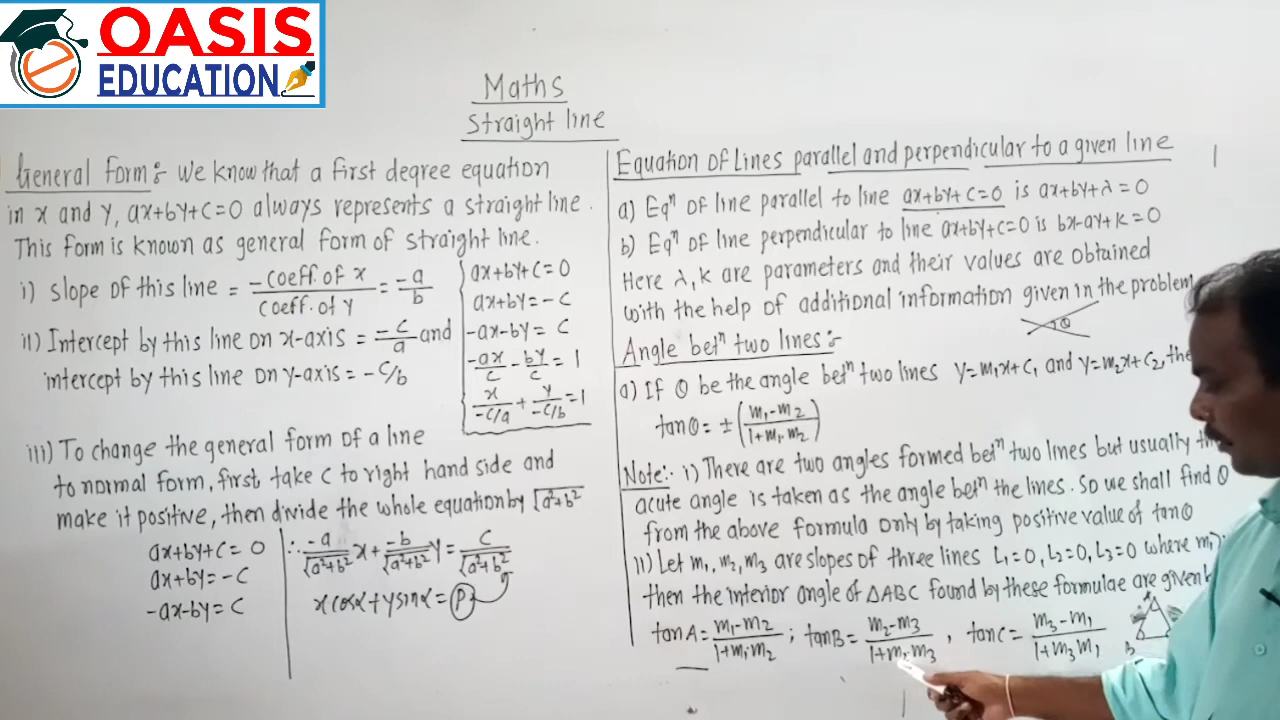 OASIS
EDUCATION
Maths
Straight line
General Form:- We know that a first degree equation
in x and y, ax+by+c=0 always represents a straight line.
This form is known as general form of straight line.
i) slope of this line = -coeff. of x / coeff. of y = -a/b
ii) Intercept by this line on x-axis = -c/a and
intercept by this line on y-axis = -c/b
ax+by+c=0
ax+by=-c
-ax-by=c
-ax/c - by/c = 1
x/-c/a + y/-c/b = 1
iii) To change the general form of a line
to normal form, first take c to right hand side and
make it positive, then divide the whole equation by √a²+b²
ax+by+c=0
ax+by=-c
-ax-by=c
∴ -a/√a²+b² x + -b/√a²+b² y = c/√a²+b²
x cosα+y sinα = P
Equation of Lines parallel and perpendicular to a given line
a) Eqⁿ of line parallel to line ax+by+c=0 is ax+by+λ=0
b) Eqⁿ of line perpendicular to line ax+by+c=0 is bx-ay+k=0
Here λ,k are parameters and their values are obtained
with the help of additional information given in the problem
θ
Angle betⁿ two lines:-
a) If θ be the angle betⁿ two lines y=m₁x+c₁ and y=m₂x+c₂, the
tanθ = ± (m₁-m₂ / 1+m₁.m₂)
Note:- i) There are two angles formed betⁿ two lines but usually the
acute angle is taken as the angle betⁿ the lines. So we shall find θ
from the above formula only by taking positive value of tanθ
ii) Let m₁, m₂, m₃ are slopes of three lines L₁=0, L₂=0, L₃=0 where m₁
then the interior angle of ΔABC found by these formulae are given
tanA = m₁-m₂ / 1+m₁.m₂ ; tanB = m₂-m₃ / 1+m₂.m₃ , tanC = m₃-m₁ / 1+m₃m₁
A
B